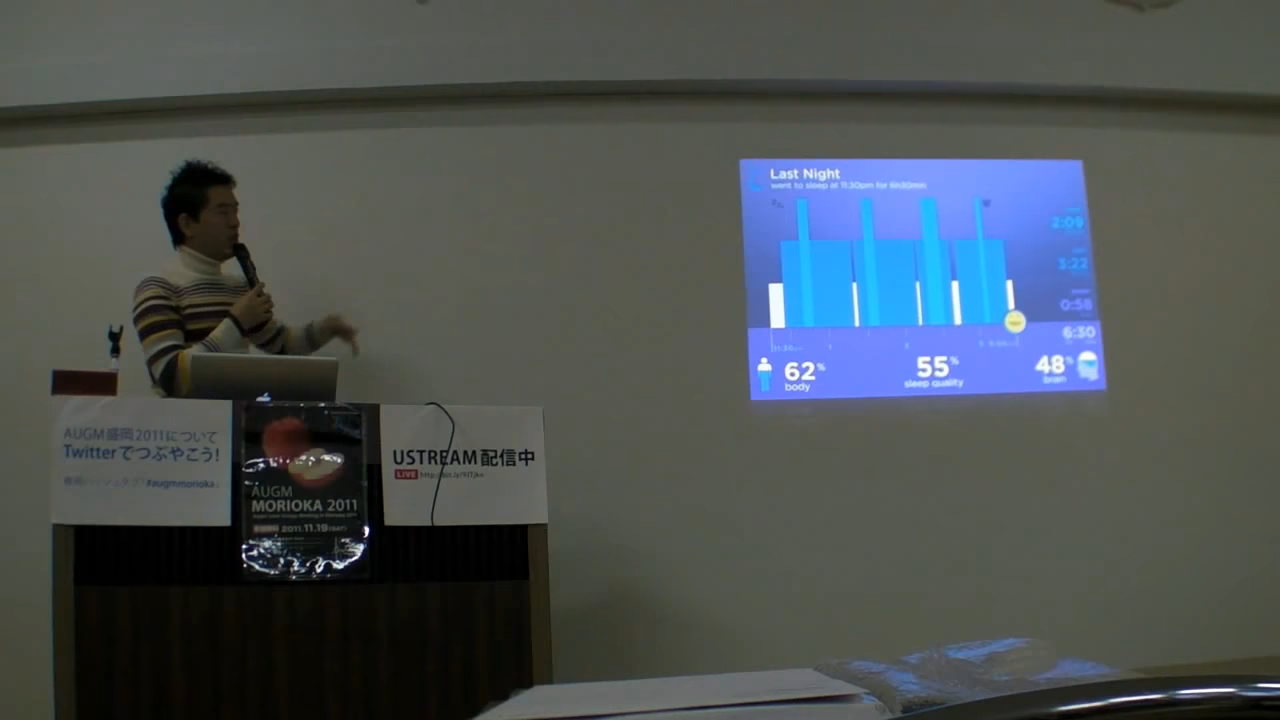 AUGM盛岡2011について
Twitterでつぶやこう!
#augmmorioka
AUGM
MORIOKA 2011
2011.11.19
USTREAM配信中
LIVE
Last Night
went to sleep at 11:30pm for 6h30min
2:09
3:22
0:58
6:30
62%
body
55%
sleep quality
48%
brain